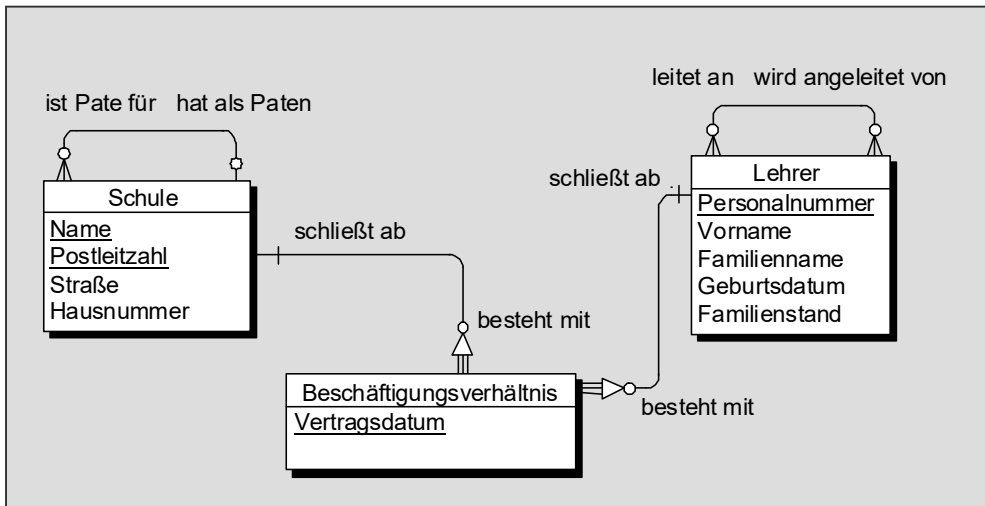 leitet an wird angeleitet von
ist Pate für hat als Paten
schließt ab
Lehrer
Personalnummer
Vorname
Familienname
Geburtsdatum
Familienstand
Schule
Name
Postleitzahl
Straße
Hausnummer
schließt ab
besteht mit
Beschäftigungsverhältnis
Vertragsdatum
besteht mit